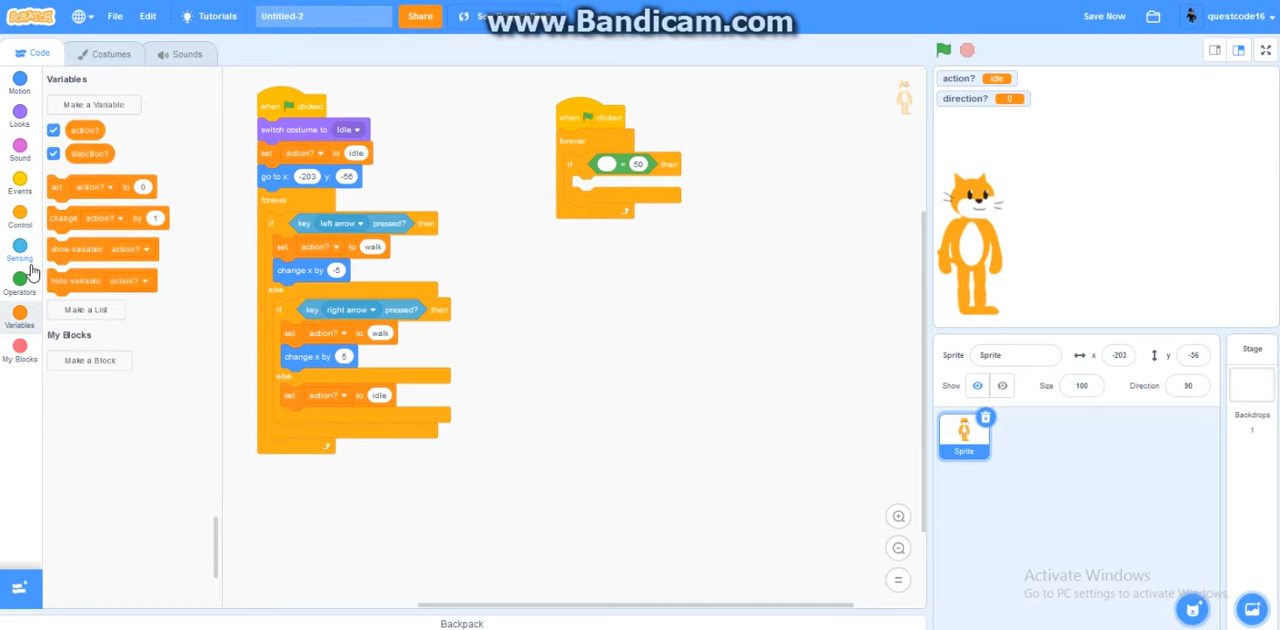 SCRATCH
File
Edit
Tutorials
Untitled-2
Share
www.Bandicam.com
Save Now
questcode16
Code
Costumes
Sounds
Motion
Looks
Sound
Events
Control
Sensing
Operators
Variables
My Blocks
Variables
Make a Variable
action?
direction?
set action? to 0
change action? by 1
show variable action?
hide variable action?
Make a List
My Blocks
Make a Block
when clicked
switch costume to Idle
set action? to idle
go to x: -203 y: -56
forever
if key left arrow pressed? then
set action? to walk
change x by -5
else
if key right arrow pressed? then
set action? to walk
change x by 5
else
set action? to idle
when clicked
forever
if = 50 then
action? idle
direction? 0
Sprite Sprite x -203 y -56
Show Size 100 Direction 90
Sprite
Stage
Backdrops
1
Activate Windows
Go to PC settings to activate Windows.
Backpack